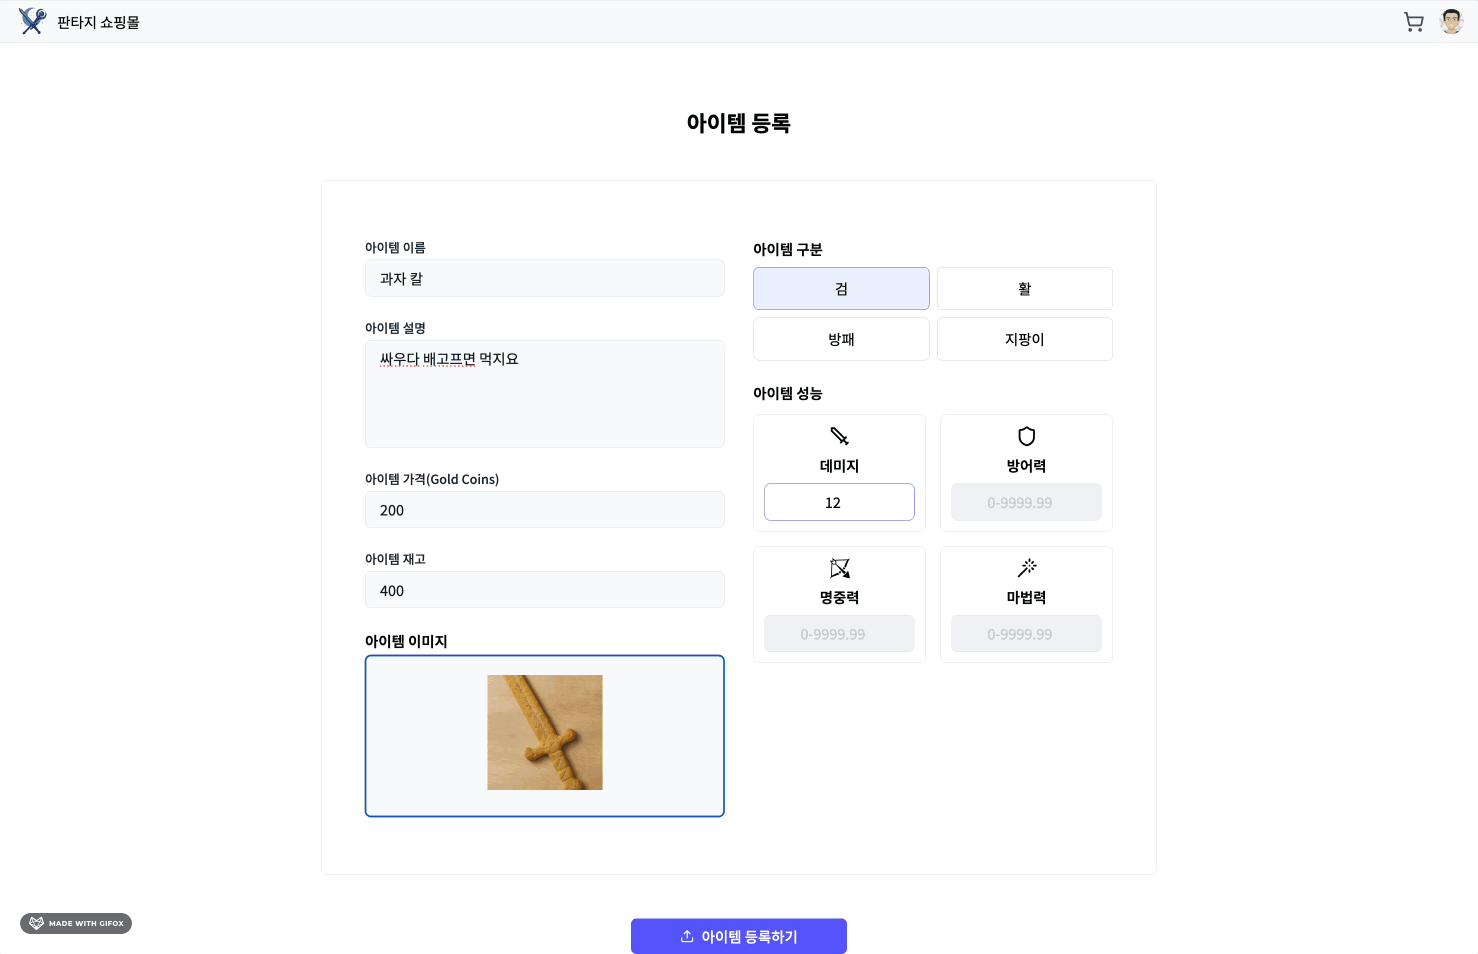 판타지 쇼핑몰
아이템 등록
아이템 이름
과자 칼
아이템 설명
싸우다 배고프면 먹지요
아이템 가격(Gold Coins)
200
아이템 재고
400
아이템 이미지
아이템 구분
검
활
방패
지팡이
아이템 성능
데미지
12
방어력
0-9999.99
명중력
0-9999.99
마법력
0-9999.99
MADE WITH GIFOX
아이템 등록하기